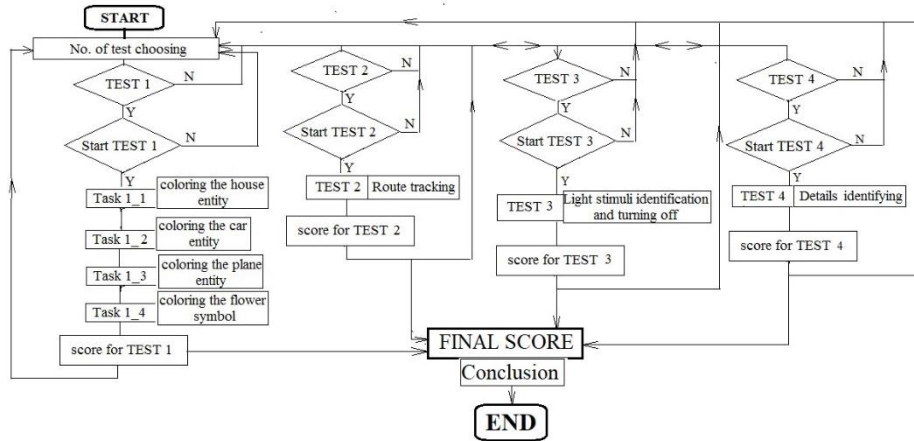 START
No. of test choosing
TEST 1
N
Y
Start TEST 1
N
Y
Task 1_1
coloring the house
entity
Task 1_2
coloring the car
entity
Task 1_3
coloring the plane
entity
Task 1_4
coloring the flower
symbol
score for TEST 1
TEST 2
N
Y
Start TEST 2
N
Y
TEST 2
Route tracking
score for TEST 2
TEST 3
N
Y
Start TEST 3
N
Y
TEST 3
Light stimuli identification
and turning off
score for TEST 3
TEST 4
N
Y
Start TEST 4
N
Y
TEST 4
Details identifying
score for TEST 4
FINAL SCORE
Conclusion
END